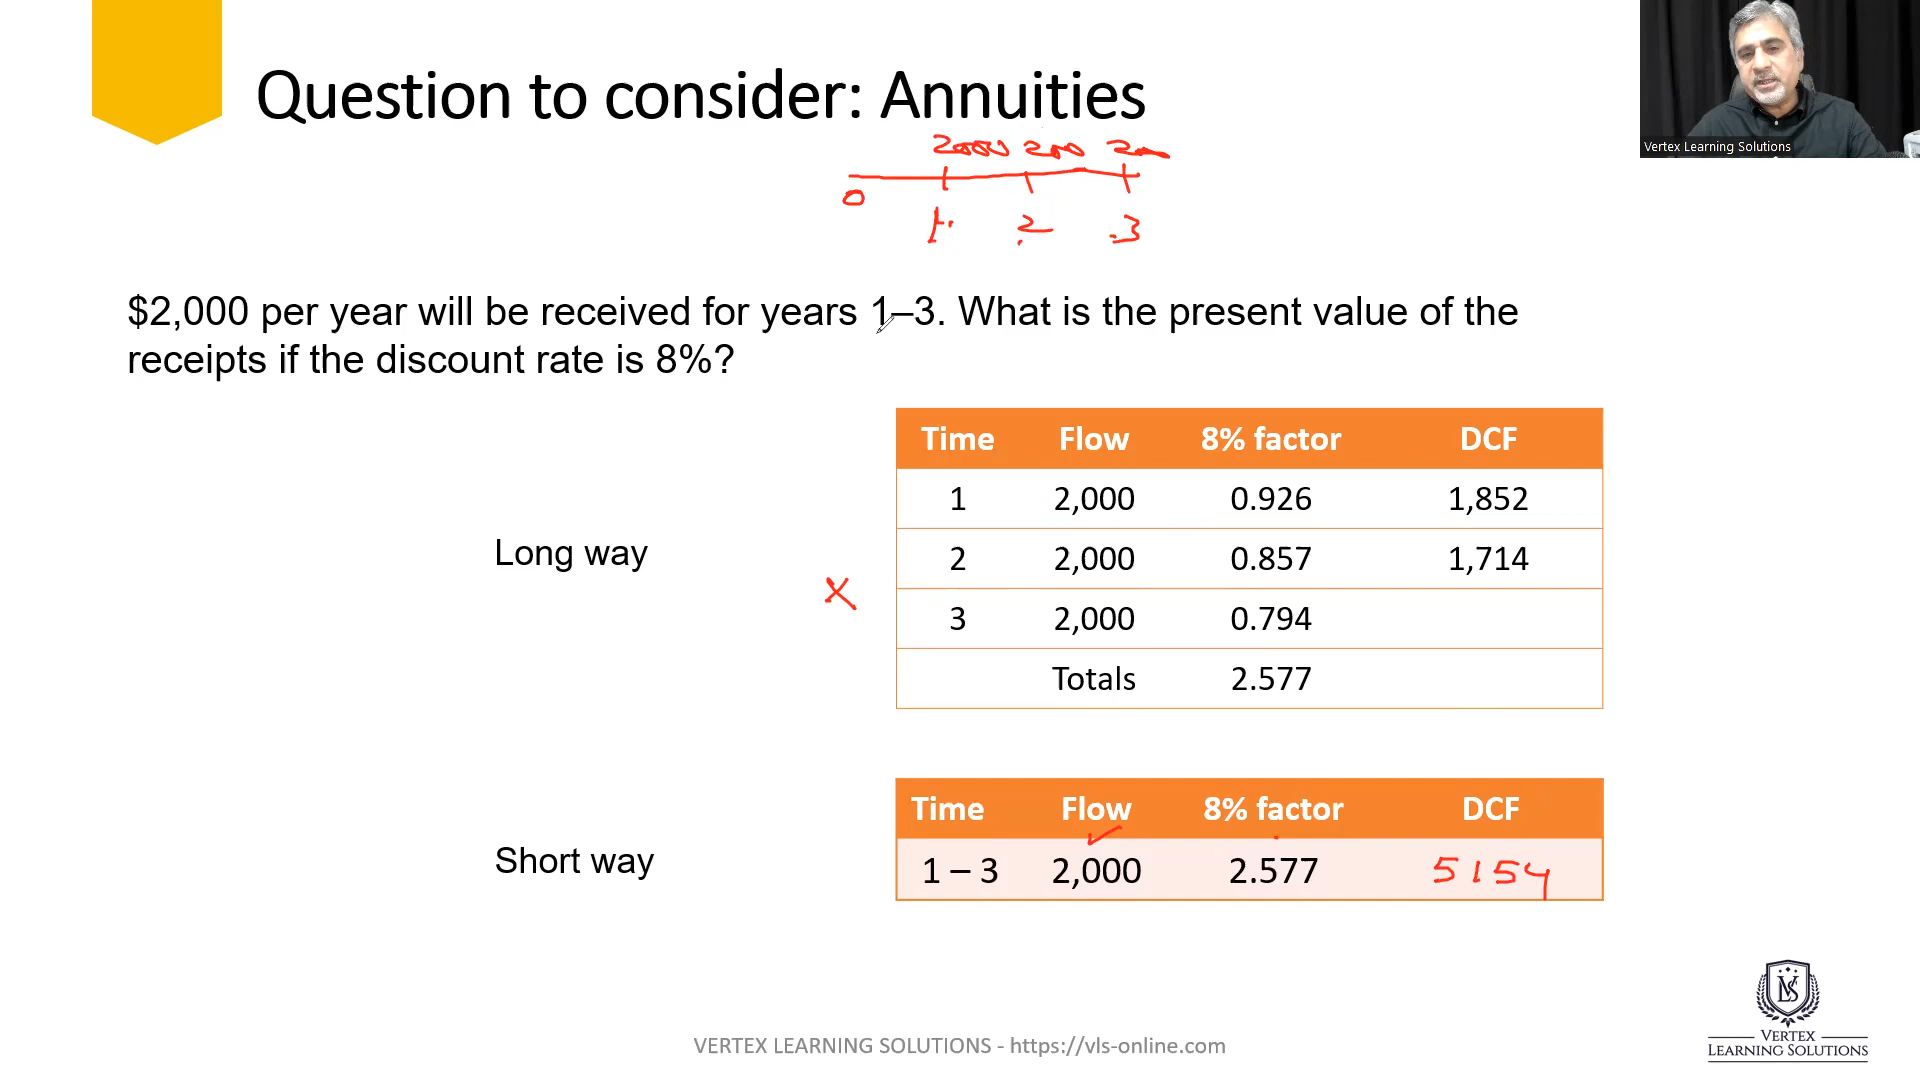 Vertex Learning Solutions
Question to consider: Annuities
2000 200
0
1 2 3
$2,000 per year will be received for years 1–3. What is the present value of the
receipts if the discount rate is 8%?
Long way
X
Time Flow 8% factor DCF
1 2,000 0.926 1,852
2 2,000 0.857 1,714
3 2,000 0.794
Totals 2.577
Short way
Time Flow 8% factor DCF
1 – 3 2,000 2.577 5154
VERTEX LEARNING SOLUTIONS - https://vls-online.com
VLS
VERTEX
LEARNING SOLUTIONS